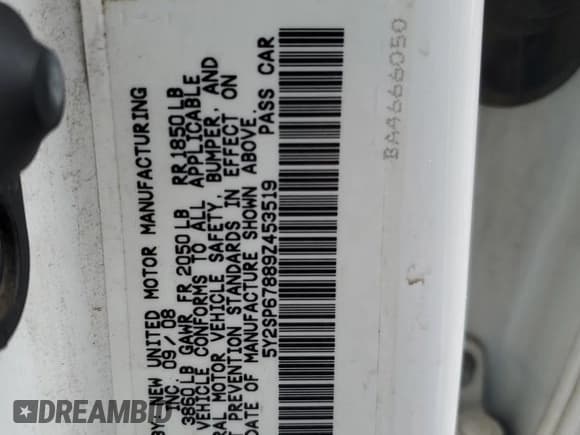 BY: NEW UNITED MOTOR MANUFACTURING
INC. 09/08
3860LB GAWR FR 2050LB RR 1850LB
VEHICLE CONFORMS TO ALL APPLICABLE
RAL MOTOR VEHICLE SAFETY, BUMPER, AND
T PREVENTION STANDARDS IN EFFECT ON
DATE OF MANUFACTURE SHOWN ABOVE.
5Y2SP67889Z453519 PASS CAR
BA4666050
DREAMBID